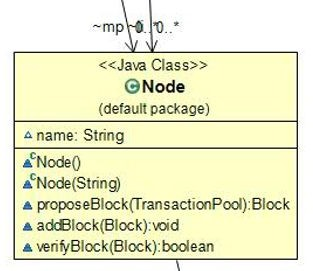 ~mp 0..*
<<Java Class>>
Node
(default package)
name: String
Node()
Node(String)
proposeBlock(TransactionPool):Block
addBlock(Block):void
verifyBlock(Block):boolean